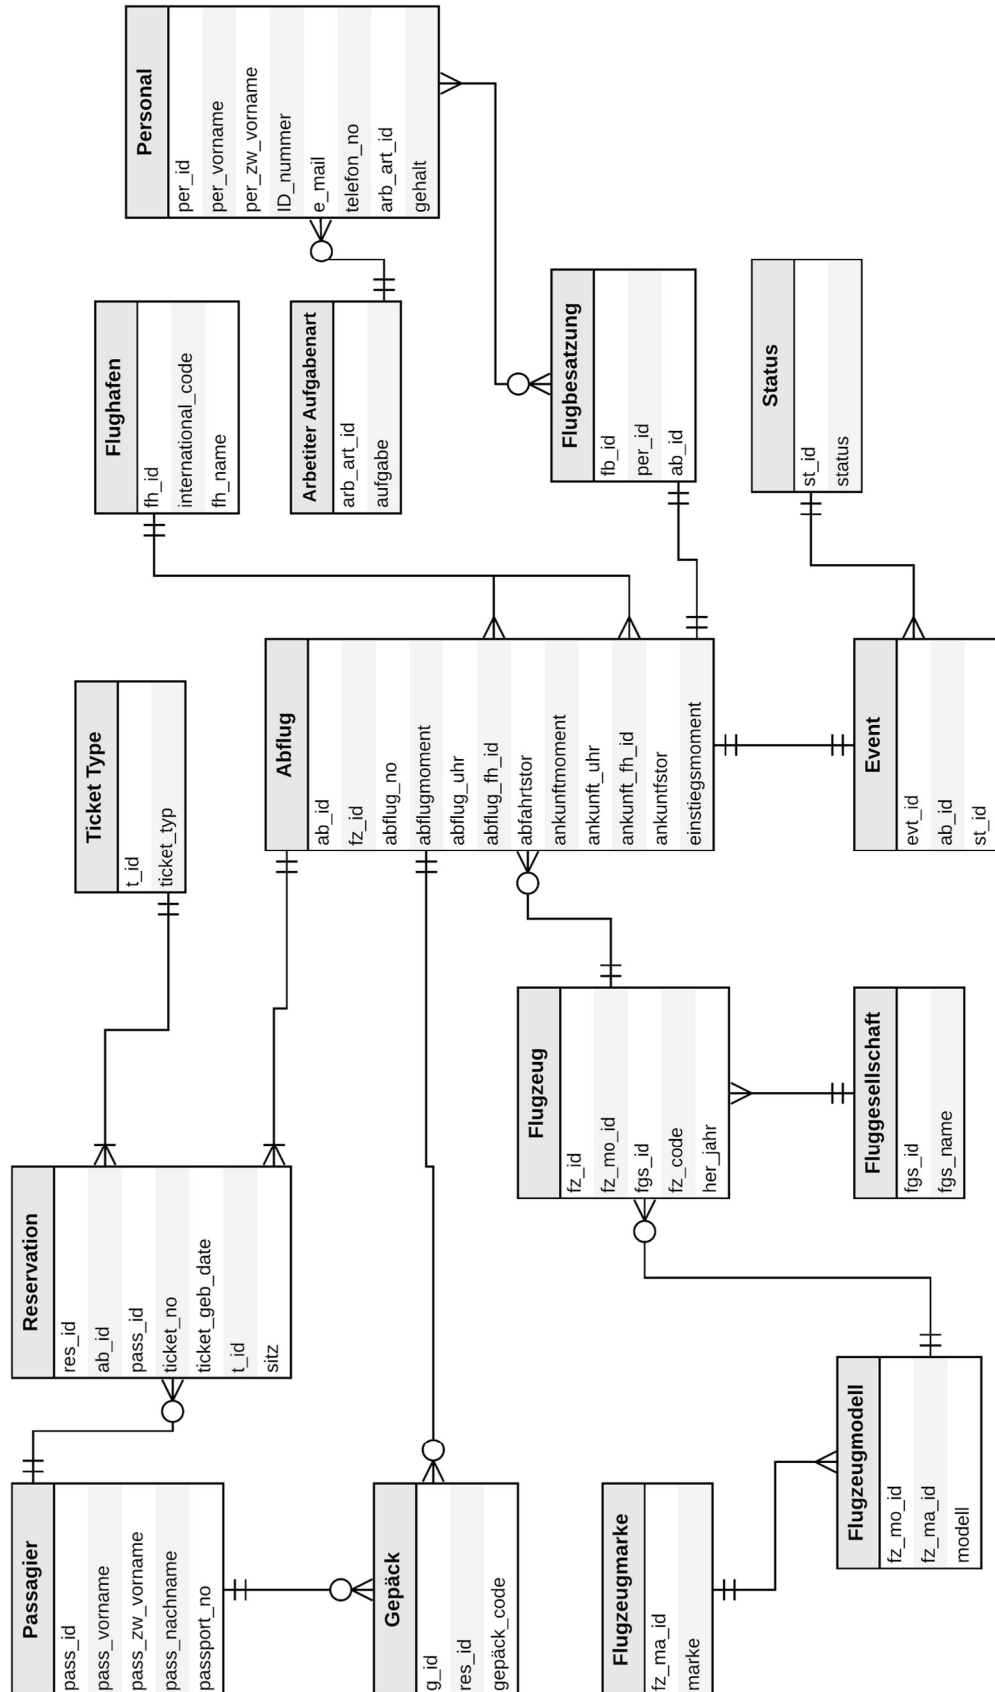 Passagier
pass_id
pass_vorname
pass_zw_vorname
pass_nachname
passport_no
Reservation
res_id
ab_id
pass_id
ticket_no
ticket_geb_date
t_id
sitz
Ticket Type
t_id
ticket_typ
Flughafen
fh_id
international_code
fh_name
Personal
per_id
per_vorname
per_zw_vorname
ID_nummer
e_mail
telefon_no
arb_art_id
gehalt
Arbetiter Aufgabenart
arb_art_id
aufgabe
Abflug
ab_id
fz_id
abflug_no
abflugmoment
abflug_uhr
abflug_fh_id
abfahrtstor
ankunftmoment
ankunft_uhr
ankunft_fh_id
ankunfstor
einstiegsmoment
Gepäck
g_id
res_id
gepäck_code
Flugzeug
fz_id
fz_mo_id
fgs_id
fz_code
her_jahr
Flugbesatzung
fb_id
per_id
ab_id
Flugzeugmarke
fz_ma_id
marke
Flugzeugmodell
fz_mo_id
fz_ma_id
modell
Fluggesellschaft
fgs_id
fgs_name
Event
evt_id
ab_id
st_id
Status
st_id
status